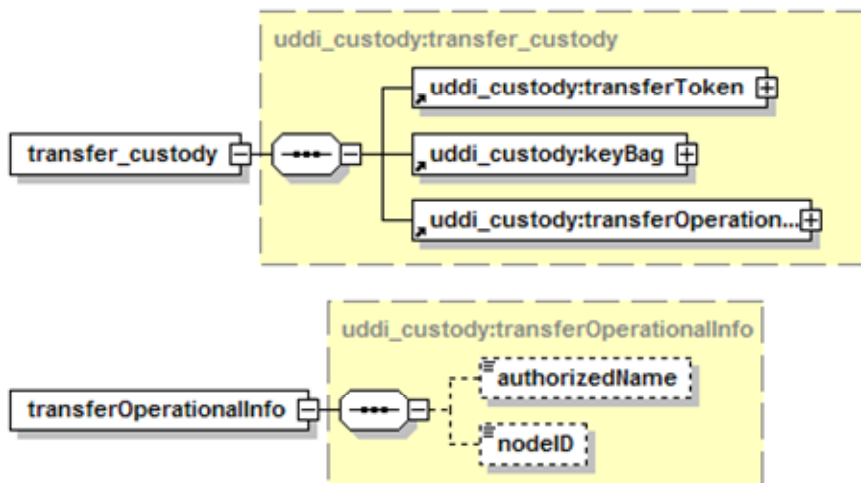 uddi_custody:transfer_custody
uddi_custody:transferToken
transfer_custody
uddi_custody:keyBag
uddi_custody:transferOperation...
uddi_custody:transferOperationalInfo
authorizedName
transferOperationalInfo
nodeID